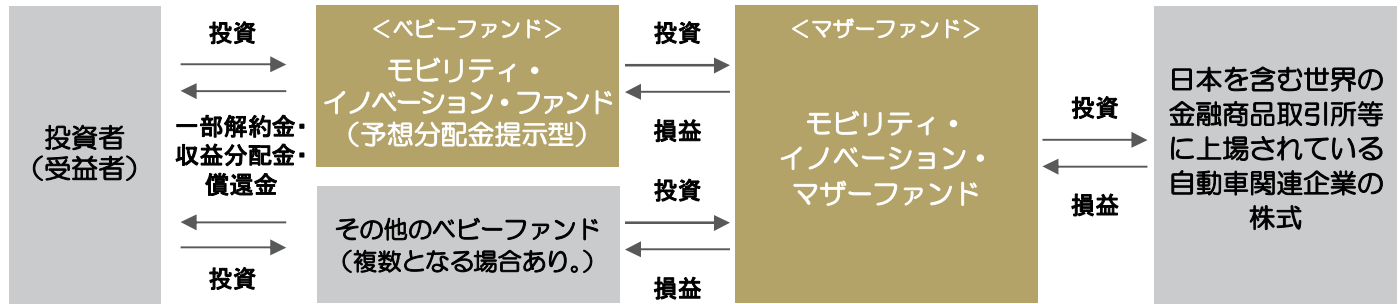 投資者
（受益者）
投資
一部解約金・
収益分配金・
償還金
投資
＜ベビーファンド＞
モビリティ・
イノベーション・ファンド
（予想分配金提示型）
その他のベビーファンド
（複数となる場合あり。）
投資
損益
投資
損益
＜マザーファンド＞
モビリティ・
イノベーション・
マザーファンド
投資
損益
日本を含む世界の
金融商品取引所等
に上場されている
自動車関連企業の
株式